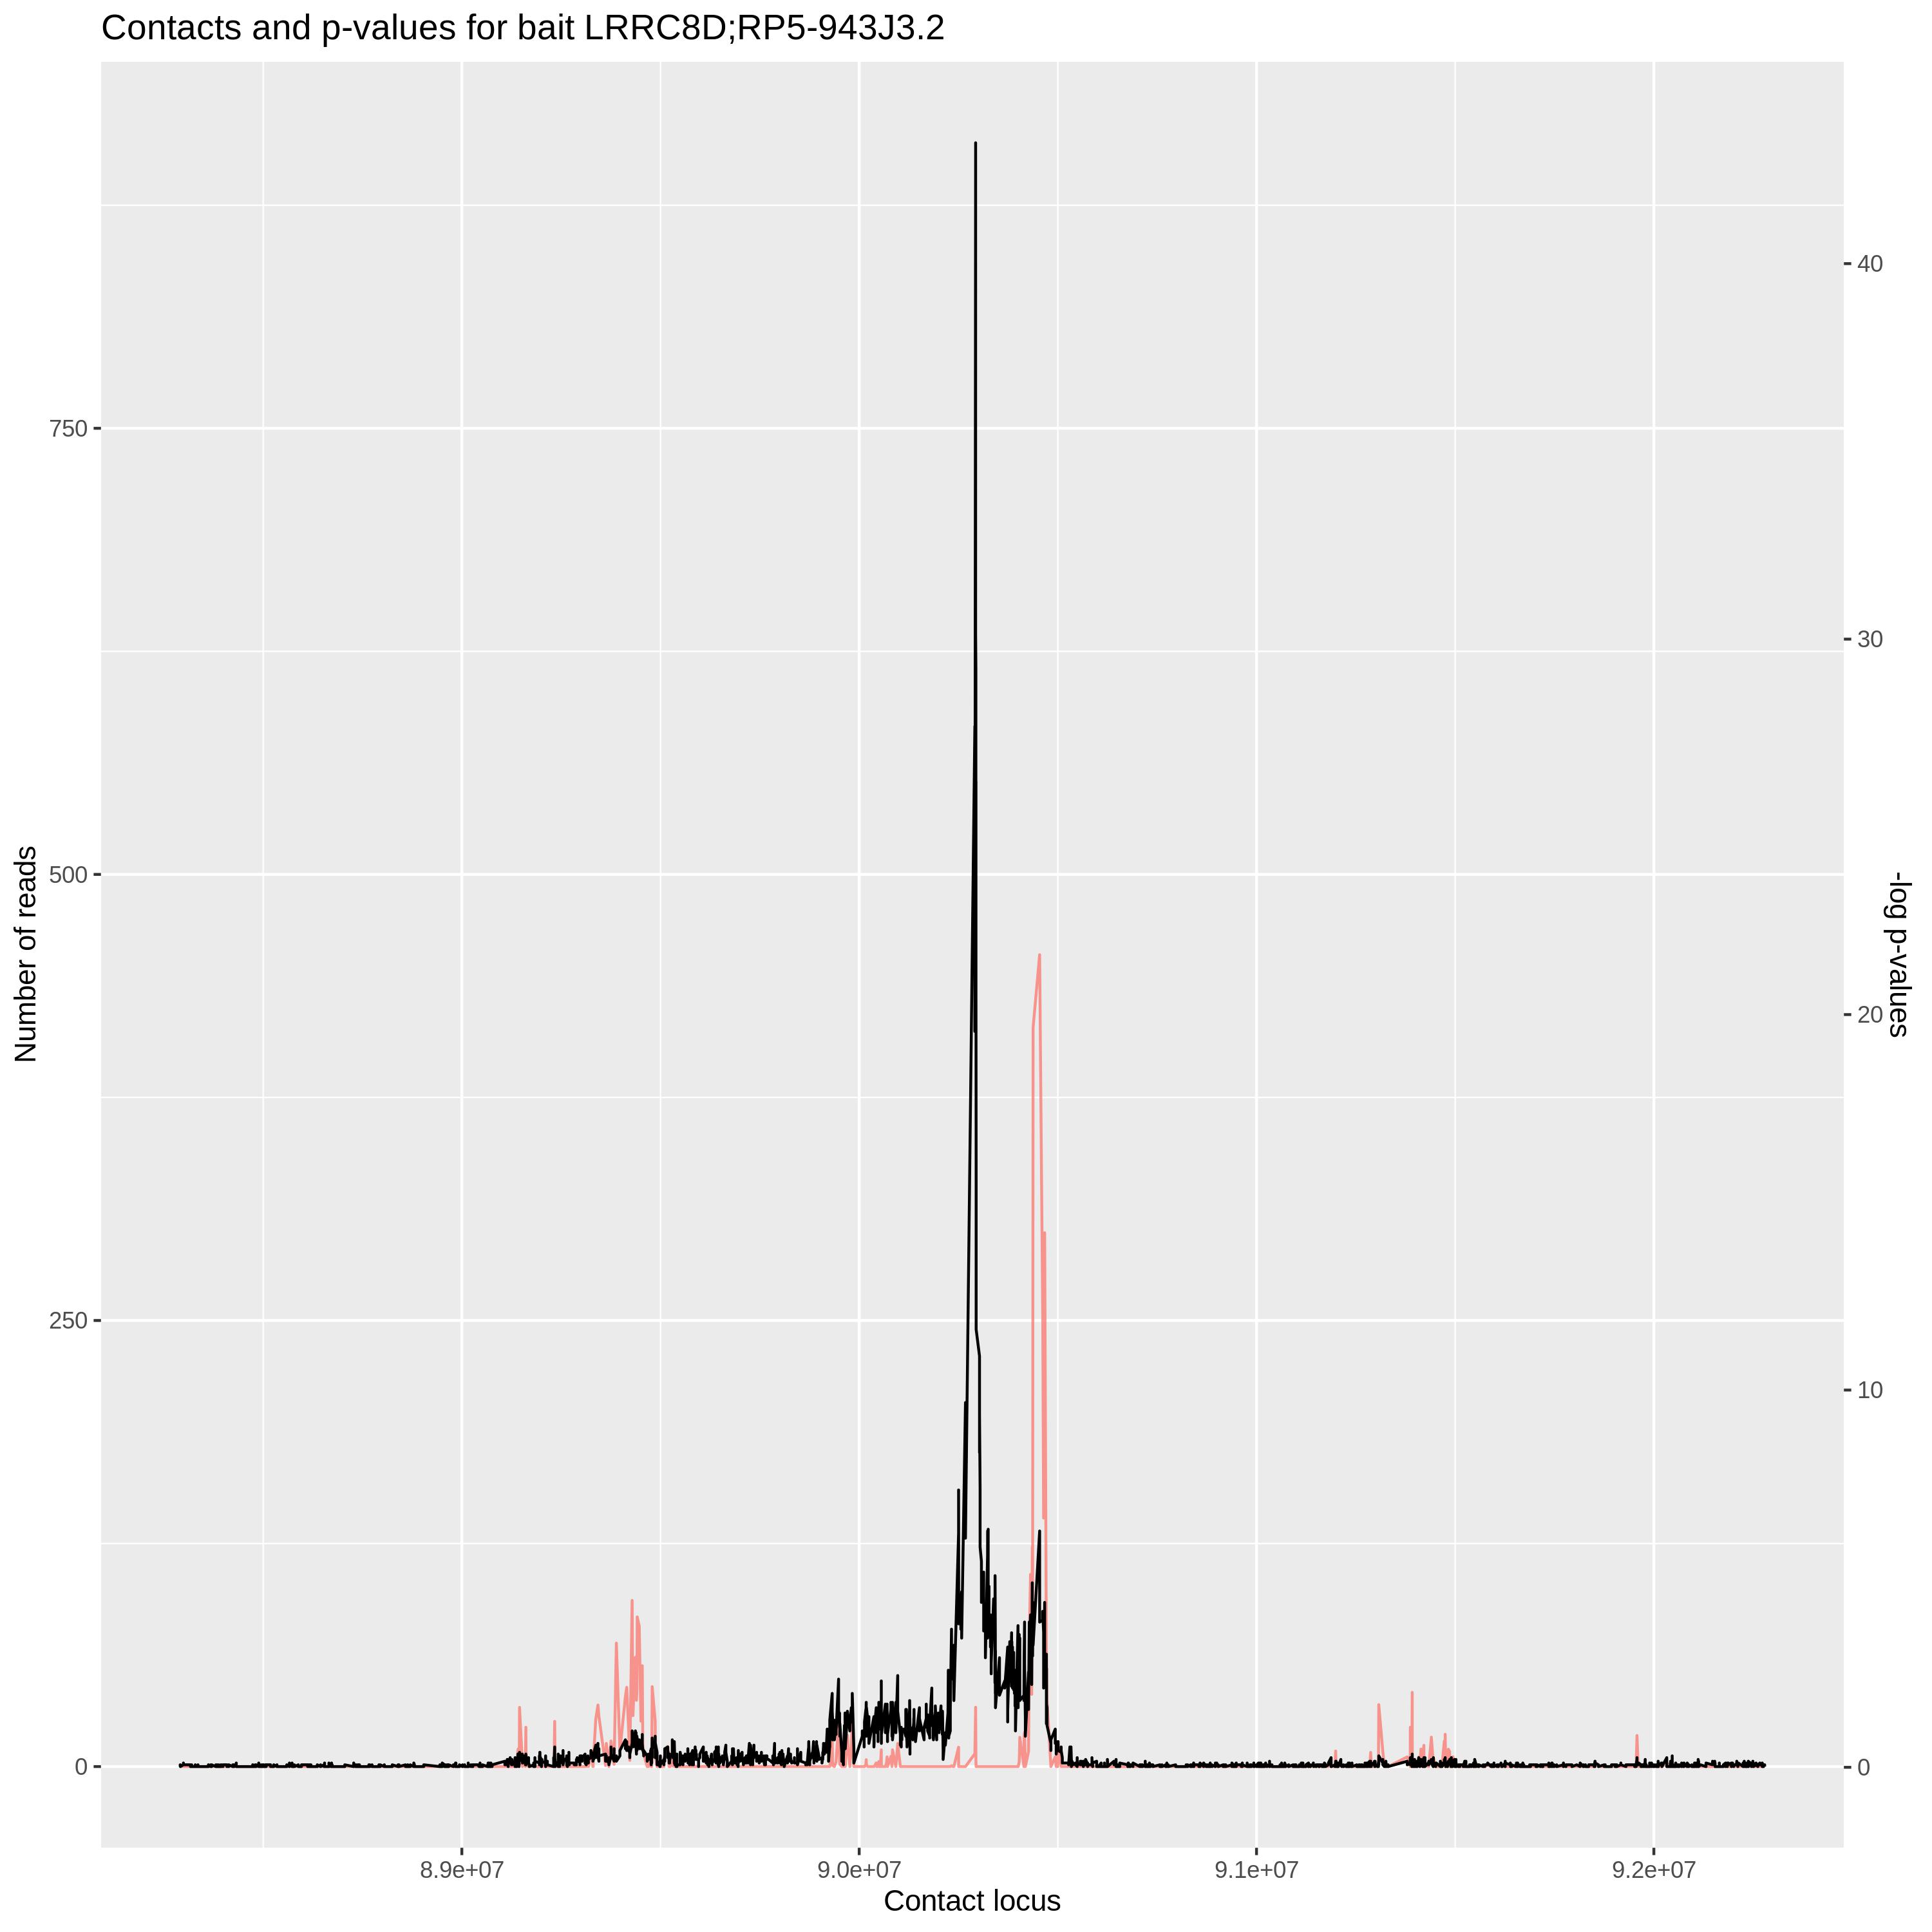 Contacts and p-values for bait LRRC8D;RP5-943J3.2
Number of reads
750
500
250
0
40
30
20
10
0
-log p-values
8.9e+07 9.0e+07 9.1e+07 9.2e+07
Contact locus